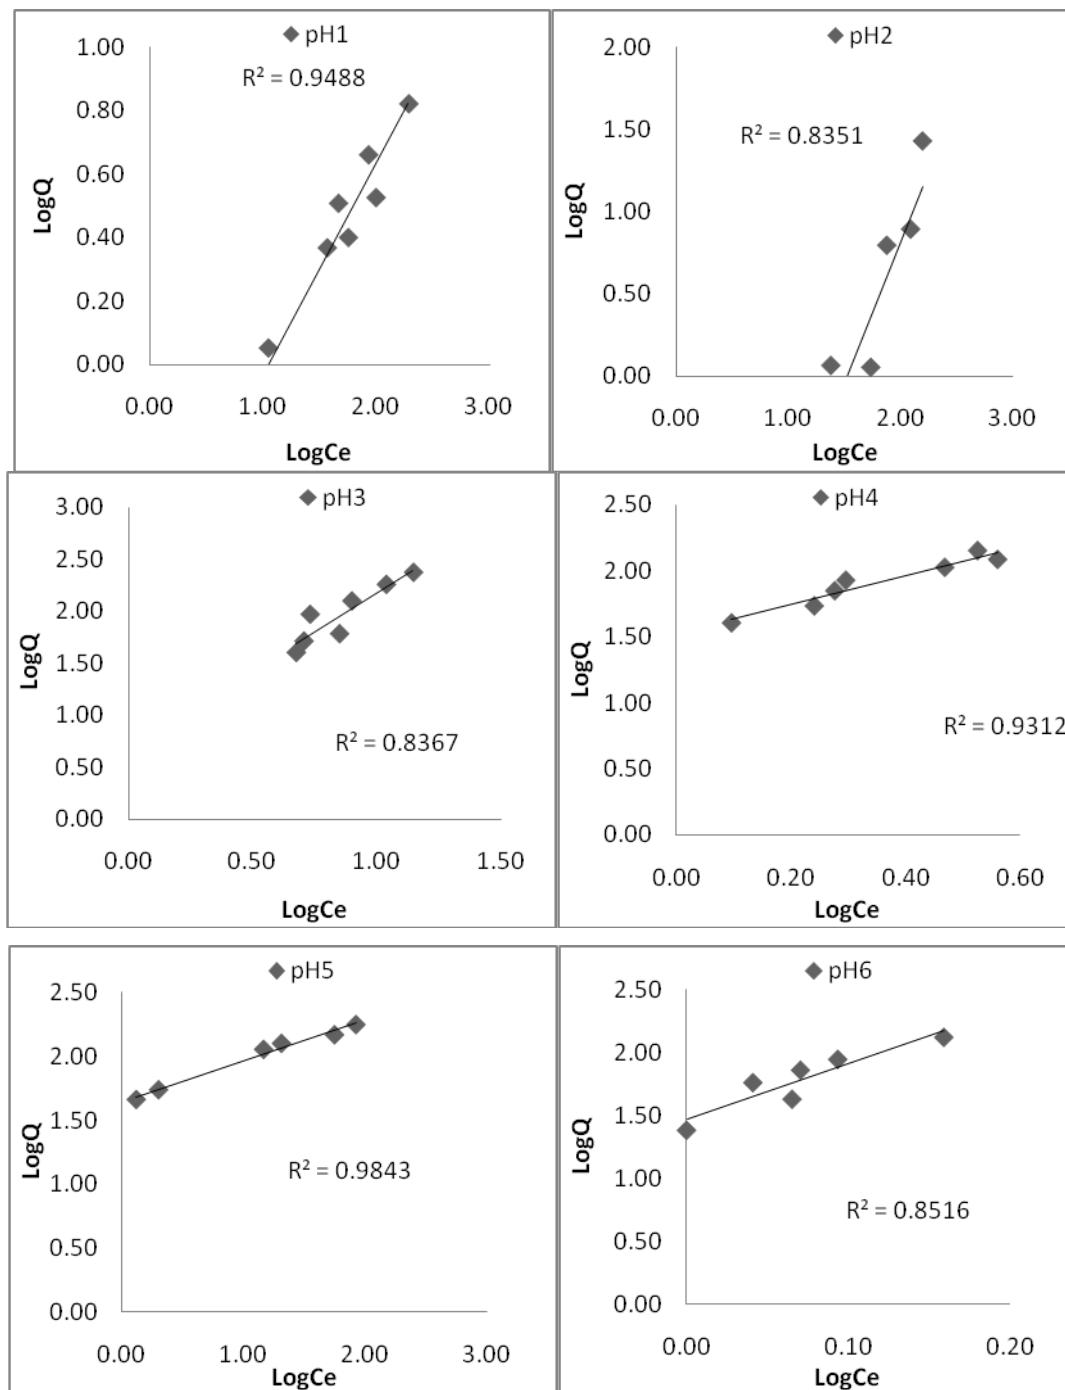 pH1
R² = 0.9488
1.00
0.80
0.60
0.40
0.20
0.00
LogQ
0.00 1.00 2.00 3.00
LogCe
pH2
R² = 0.8351
2.00
1.50
1.00
0.50
0.00
LogQ
0.00 1.00 2.00 3.00
LogCe
pH3
3.00
2.50
2.00
1.50
1.00
0.50
0.00
LogQ
R² = 0.8367
0.00 0.50 1.00 1.50
LogCe
pH4
2.50
2.00
1.50
1.00
0.50
0.00
LogQ
R² = 0.9312
0.00 0.20 0.40 0.60
LogCe
pH5
2.50
2.00
1.50
1.00
0.50
0.00
LogQ
R² = 0.9843
0.00 1.00 2.00 3.00
LogCe
pH6
2.50
2.00
1.50
1.00
0.50
0.00
LogQ
R² = 0.8516
0.00 0.10 0.20
LogCe